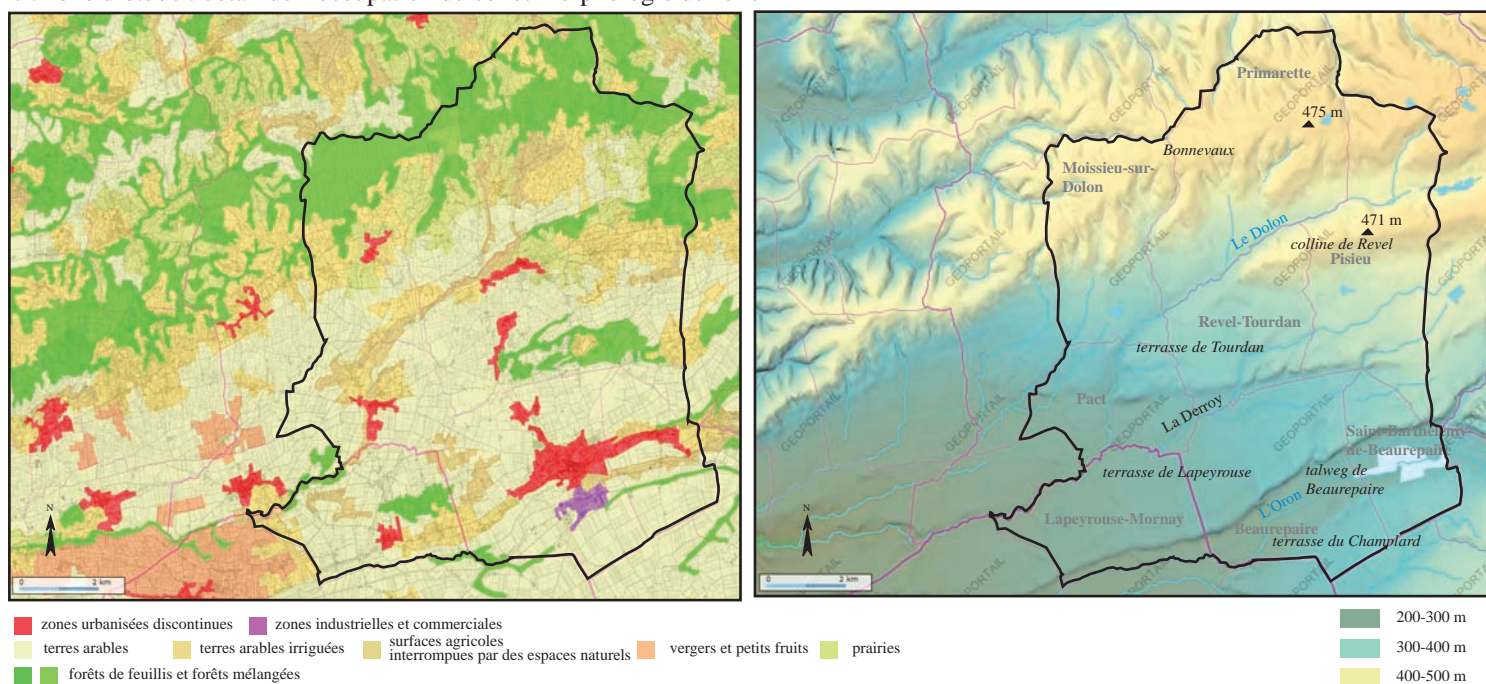 Primarette
475 m
Bonnevaux
Moissieu-sur-
Dolon
Le Dolon
471 m
colline de Revel
Pisieu
Revel-Tourdan
terrasse de Tourdan
Pact
La Derroy
Saint-Barthélemy-
de-Beaurepaire
terrasse de Lapeyrouse
talweg de
Beaurepaire
L'Oron
Lapeyrouse-Mornay
Beaurepaire
terrasse du Champlard
GEOPORTAIL
N
0 2 km
N
0 2 km
zones urbanisées discontinues
zones industrielles et commerciales
terres arables
terres arables irriguées
surfaces agricoles
interrompues par des espaces naturels
vergers et petits fruits
prairies
forêts de feuillis et forêts mélangées
200-300 m
300-400 m
400-500 m